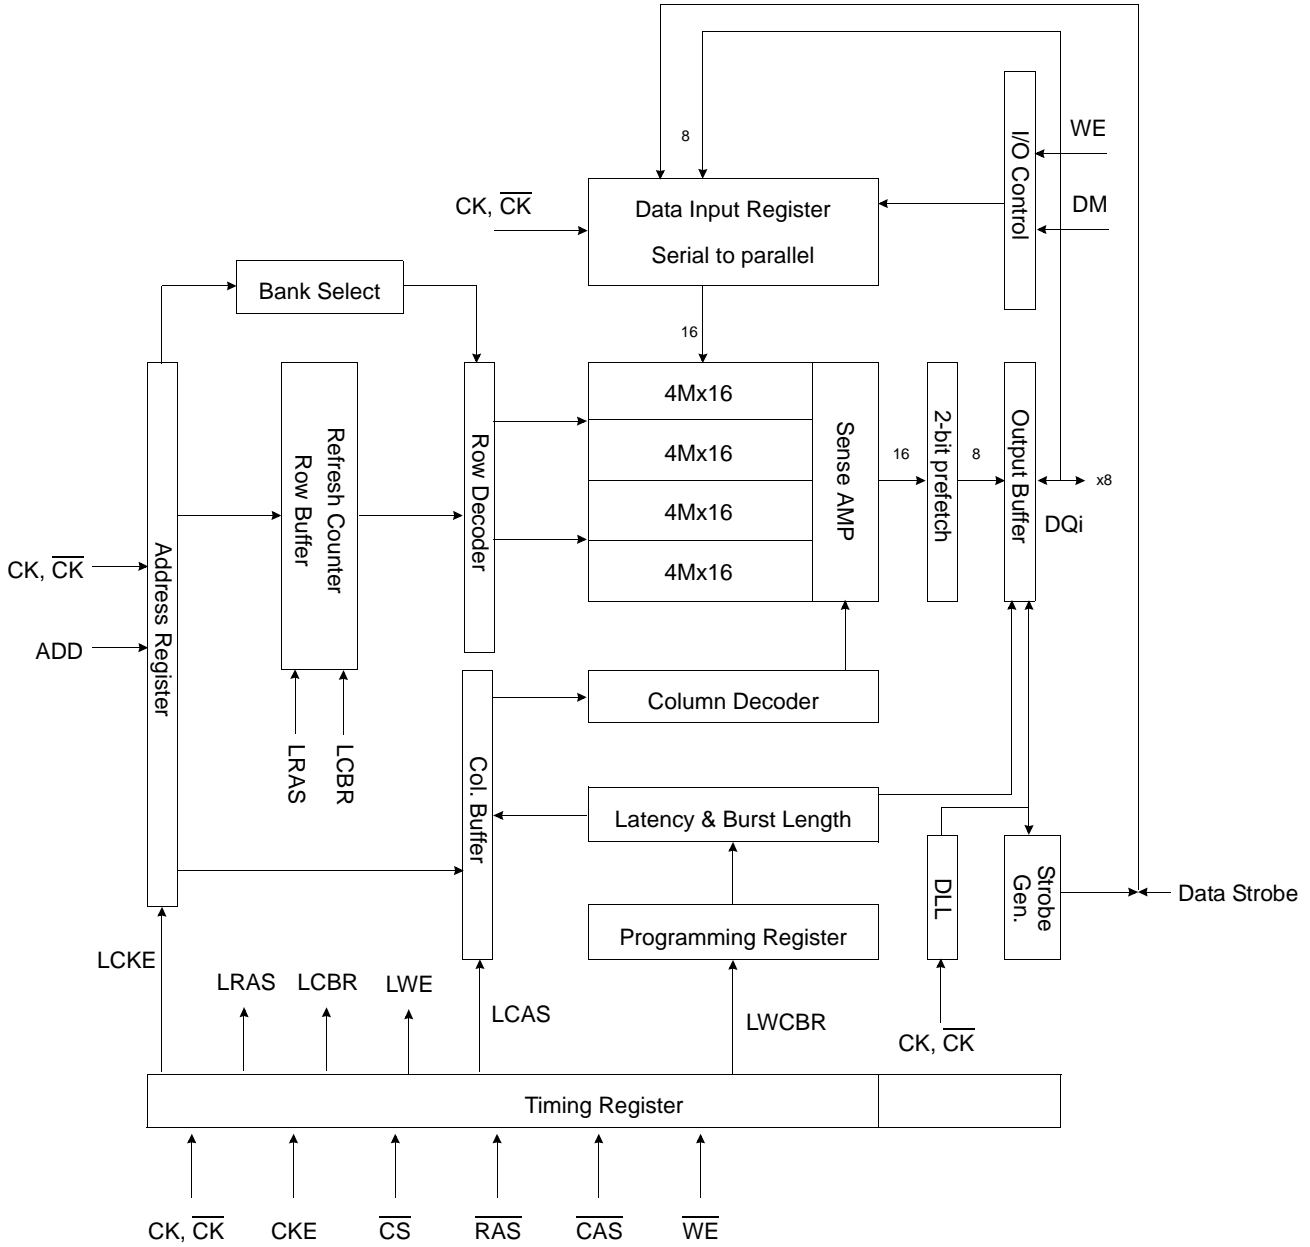 8
WE
I/O Control
DM
CK, CK
Data Input Register
Serial to parallel
Bank Select
16
4Mx16
4Mx16
4Mx16
4Mx16
Sense AMP
16
2-bit prefetch
8
Output Buffer
x8
DQi
Row Decoder
Refresh Counter
Row Buffer
Address Register
CK, CK
ADD
LRAS
LCBR
Col. Buffer
Column Decoder
Latency & Burst Length
Programming Register
DLL
Strobe
Gen.
Data Strobe
LCKE
LRAS
LCBR
LWE
LCAS
LWCBR
CK, CK
Timing Register
CK, CK
CKE
CS
RAS
CAS
WE